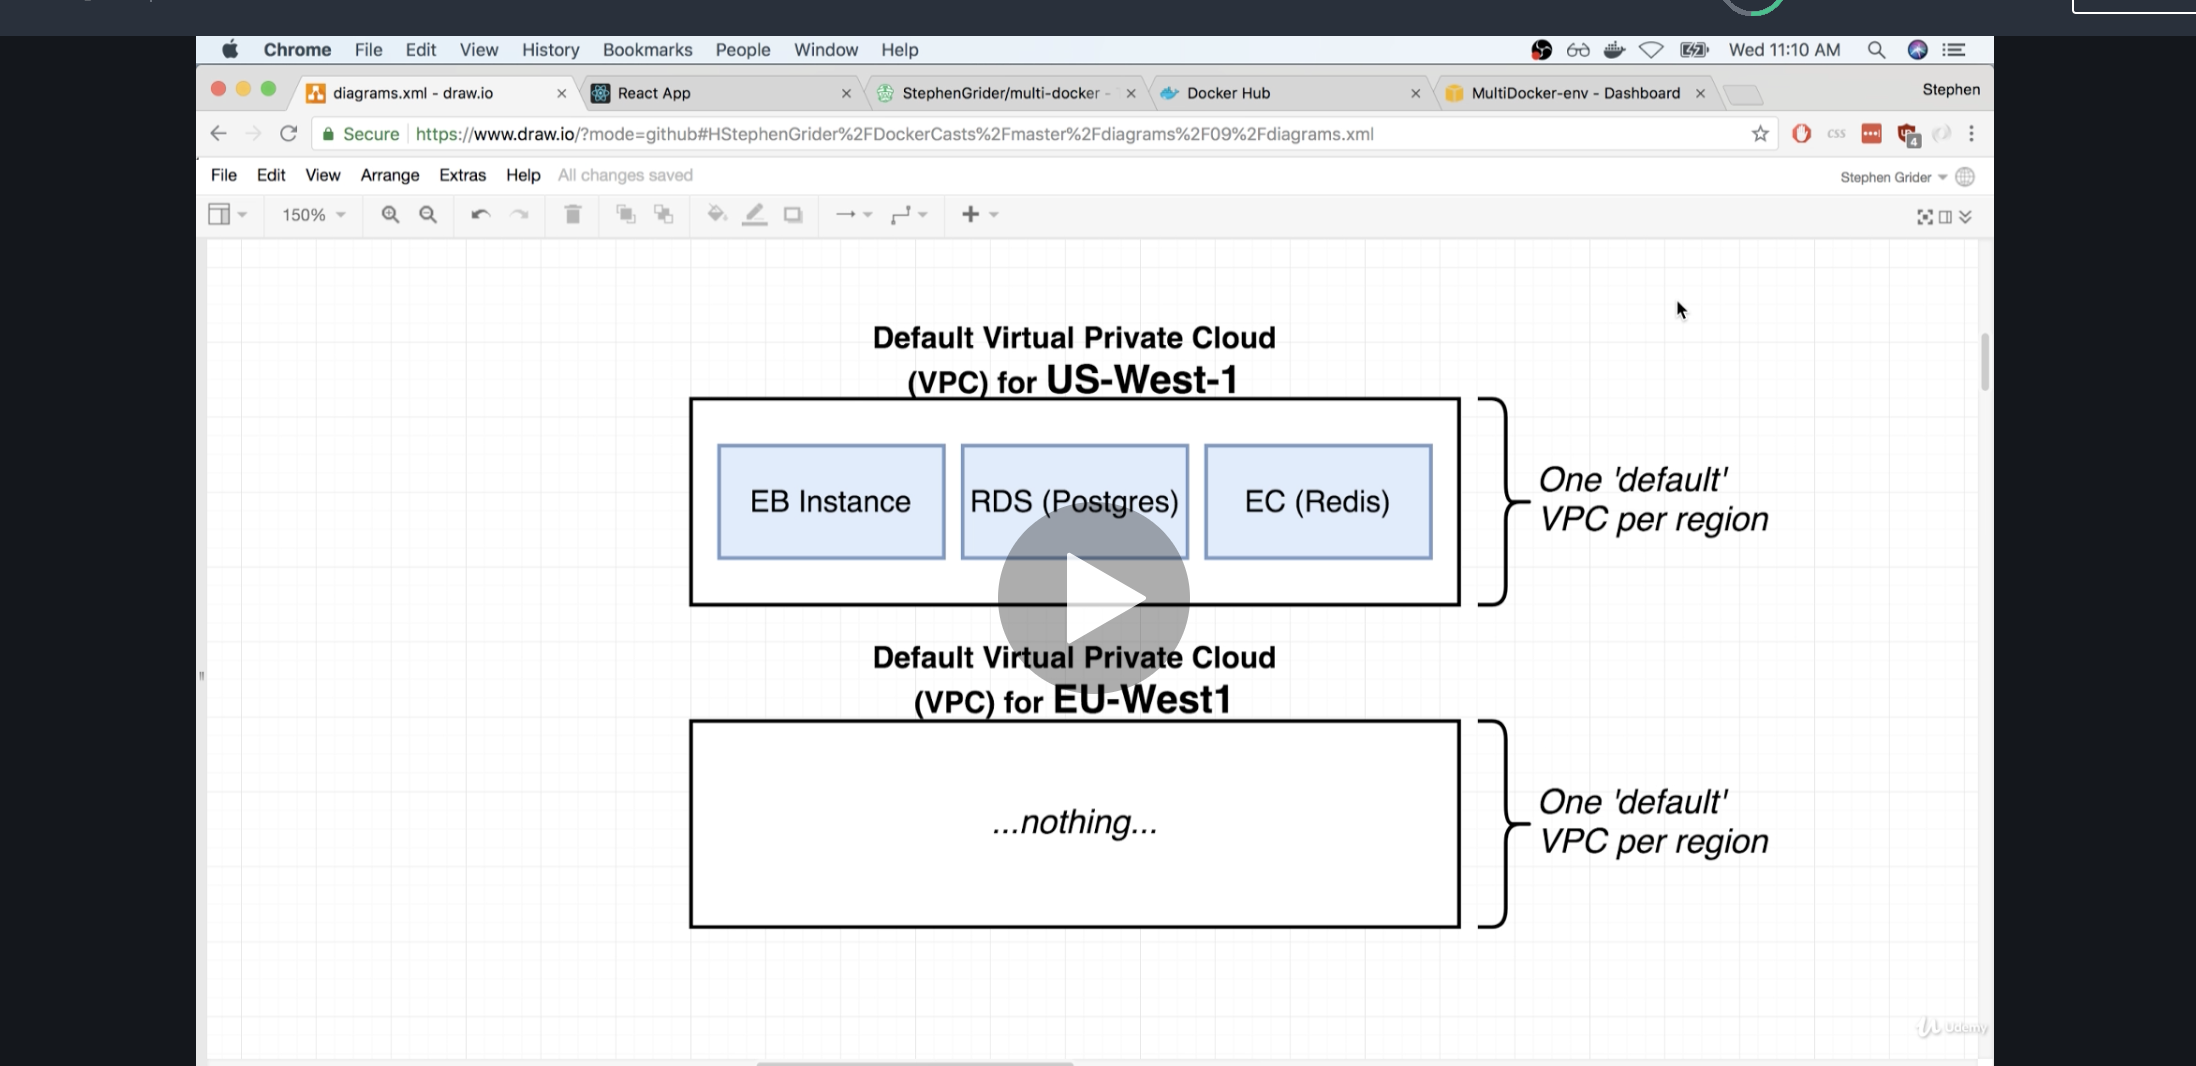 Chrome File Edit View History Bookmarks People Window Help Wed 11:10 AM
diagrams.xml - draw.io React App StephenGrider/multi-docker - Docker Hub MultiDocker-env - Dashboard Stephen
Secure https://www.draw.io/?mode=github#HStephenGrider%2FDockerCasts%2Fmaster%2Fdiagrams%2F09%2Fdiagrams.xml css 4
File Edit View Arrange Extras Help All changes saved Stephen Grider
150%
Default Virtual Private Cloud
(VPC) for US-West-1
EB Instance RDS (Postgres) EC (Redis)
One 'default'
VPC per region
Default Virtual Private Cloud
(VPC) for EU-West1
...nothing...
One 'default'
VPC per region
Udemy